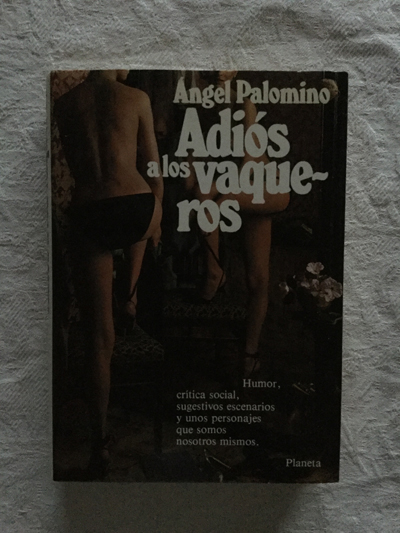 Angel Palomino
Adiós
a los vaque-
ros
Humor,
crítica social,
sugestivos escenarios
y unos personajes
que somos
nosotros mismos.
Planeta